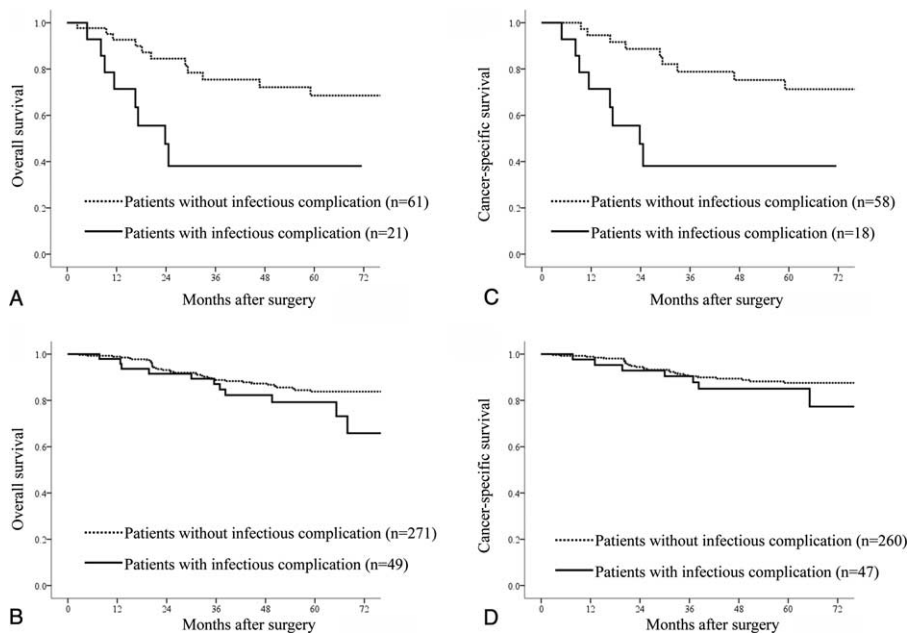 1.0
0.8
0.6
0.4
0.2
0.0
Overall survival
Patients without infectious complication (n=61)
Patients with infectious complication (n=21)
0 12 24 36 48 60 72
Months after surgery
A
1.0
0.8
0.6
0.4
0.2
0.0
Cancer-specific survival
Patients without infectious complication (n=58)
Patients with infectious complication (n=18)
0 12 24 36 48 60 72
Months after surgery
C
1.0
0.8
0.6
0.4
0.2
0.0
Overall survival
Patients without infectious complication (n=271)
Patients with infectious complication (n=49)
0 12 24 36 48 60 72
Months after surgery
B
1.0
0.8
0.6
0.4
0.2
0.0
Cancer-specific survival
Patients without infectious complication (n=260)
Patients with infectious complication (n=47)
0 12 24 36 48 60 72
Months after surgery
D